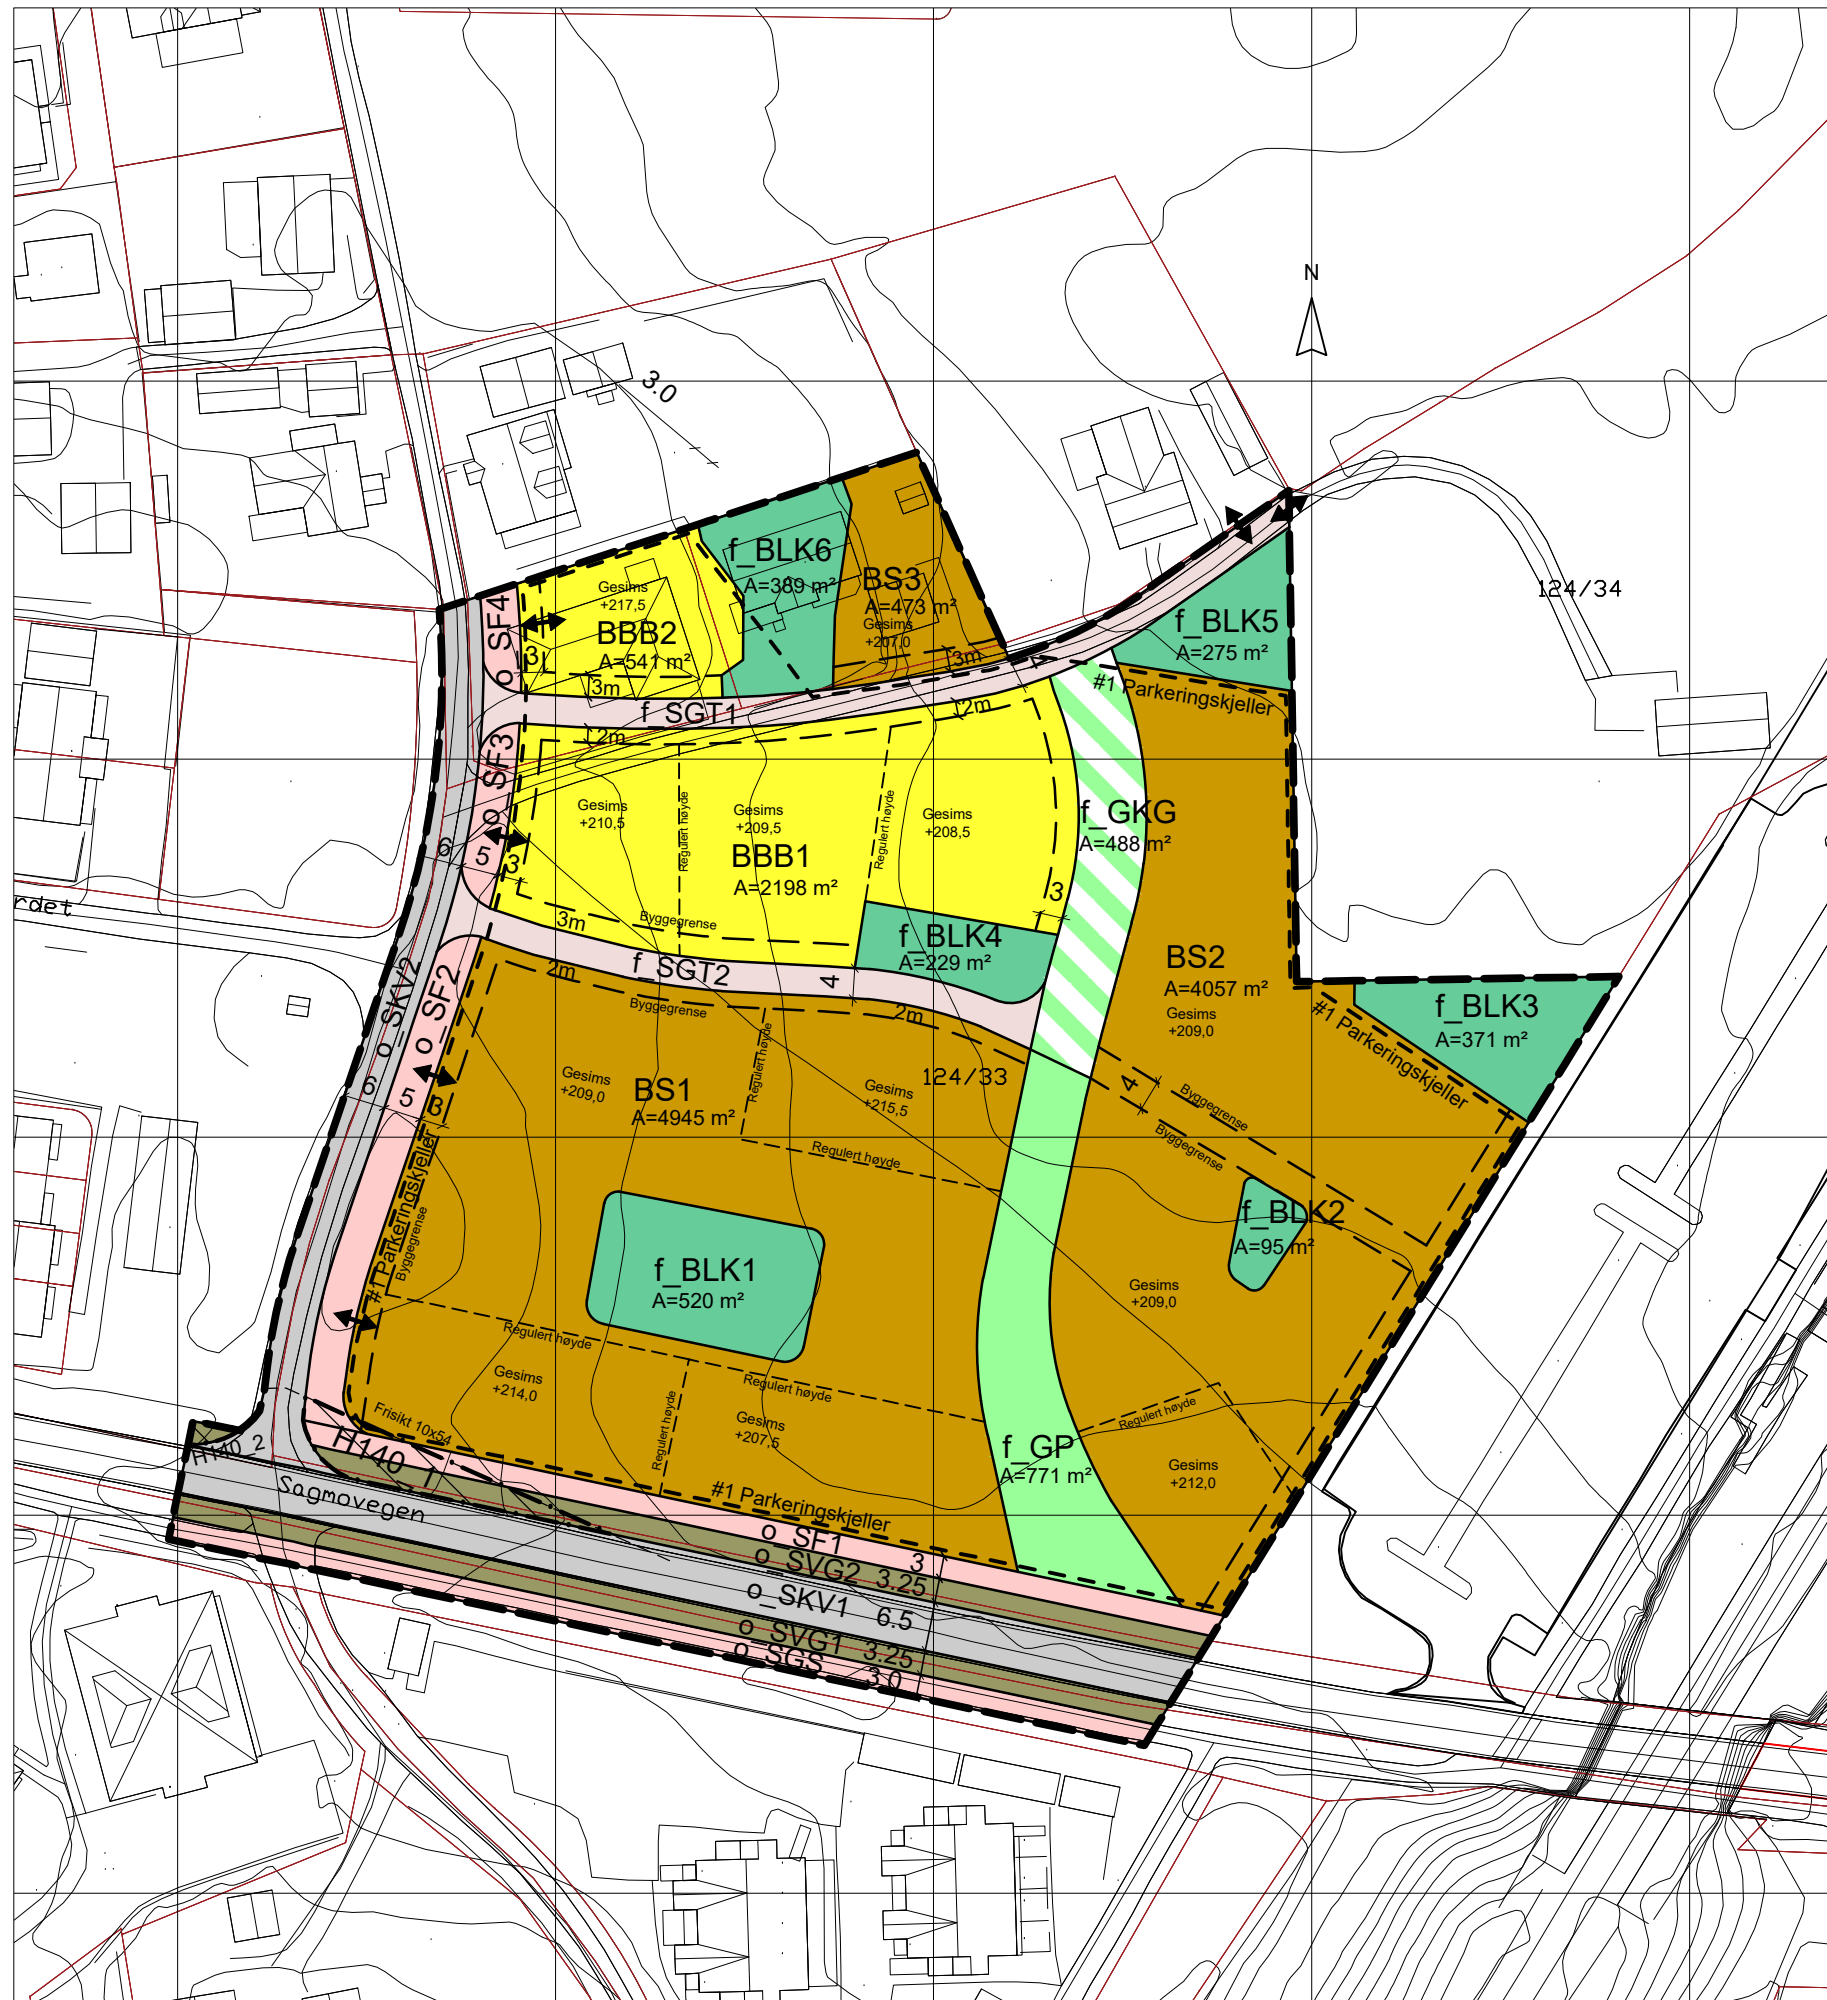 N
3.0
124/34
f_BLK6
A=389 m²
BS3
A=473 m²
Gesims
+207,0
3m
Gesims
+217,5
BBB2
A=541 m²
o_SF4
3
3m
f_BLK5
A=275 m²
4
#1 Parkeringskjeller
f_SGT1
2m
2m
o_SF3
Gesims
+210,5
Regulert høyde
Gesims
+209,5
BBB1
A=2198 m²
Regulert høyde
Gesims
+208,5
f_GKG
A=488 m²
6
5
3
3
rdet
3m
Byggegrense
f_BLK4
A=229 m²
f_SGT2
4
2m
2m
Byggegrense
BS2
A=4057 m²
Gesims
+209,0
f_BLK3
A=371 m²
#1 Parkeringskjeller
o_SKV2
o_SF2
6
5
3
Gesims
+209,0
BS1
A=4945 m²
Regulert høyde
Gesims
+215,5
124/33
4
Byggegrense
Byggegrense
Regulert høyde
#1 Parkeringskjeller
Byggegrense
f_BLK2
A=95 m²
f_BLK1
A=520 m²
Gesims
+209,0
Regulert høyde
Gesims
+214,0
Regulert høyde
Regulert høyde
Gesims
+207,5
Regulert høyde
Frisikt 10x54
H140_1
H140_2
f_GP
A=771 m²
Gesims
+212,0
Sagmovegen
#1 Parkeringskjeller
o_SF1 3
o_SVG2 3.25
o_SKV1 6.5
o_SVG1 3.25
o_SGS 3.0